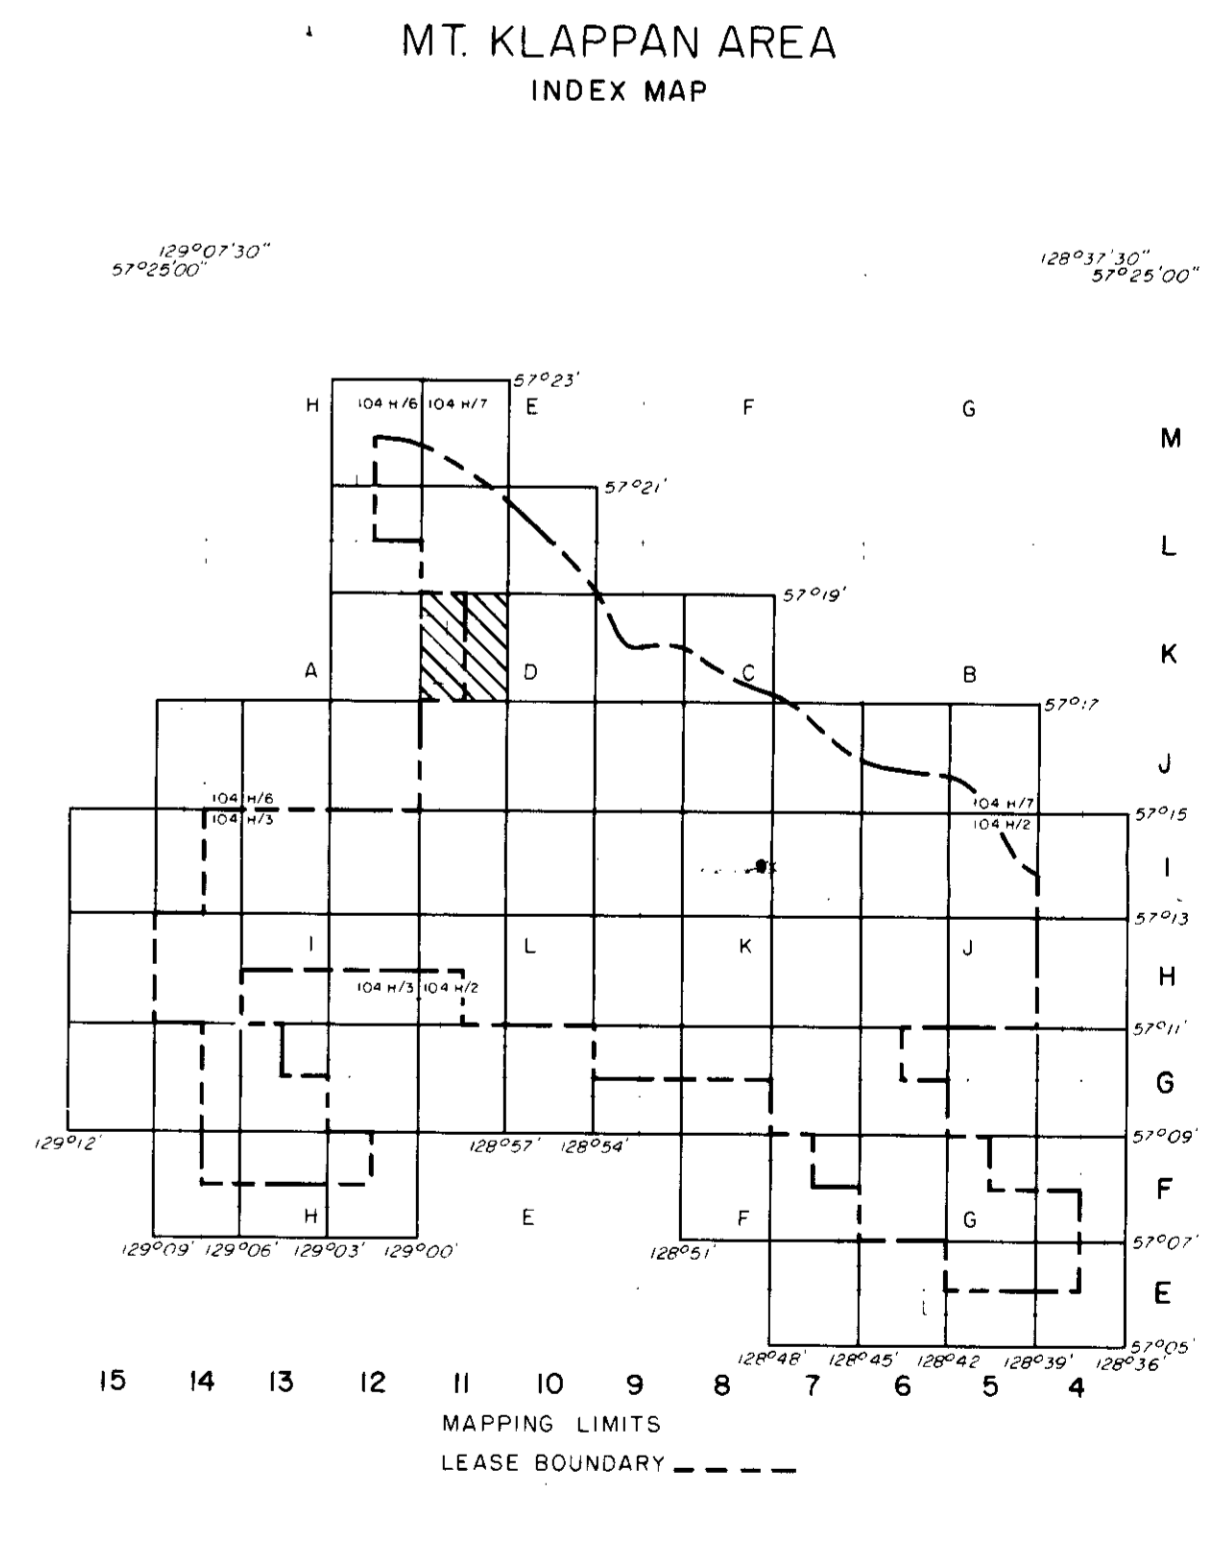 MT. KLAPPAN AREA
INDEX MAP
129°07'30" 128°37'30"
57°25'00" 57°25'00"
57°23'
H 104 H/6 104 H/7 E F G
M
57°21'
L
57°19'
K
A D C B
57°17
J
104 H/6 104 H/7
57°15
104 H/3 104 H/2
I
57°13
I L K J
H
104 H/3 104 H/2
57°11'
G
129°12' 128°57' 128°54' 57°09'
F
H E F G
129°09' 129°06' 129°03' 129°00' 128°51' 57°07'
E
57°05'
128°48' 128°45' 128°42 128°39' 128°36'
15 14 13 12 11 10 9 8 7 6 5 4
MAPPING LIMITS
LEASE BOUNDARY